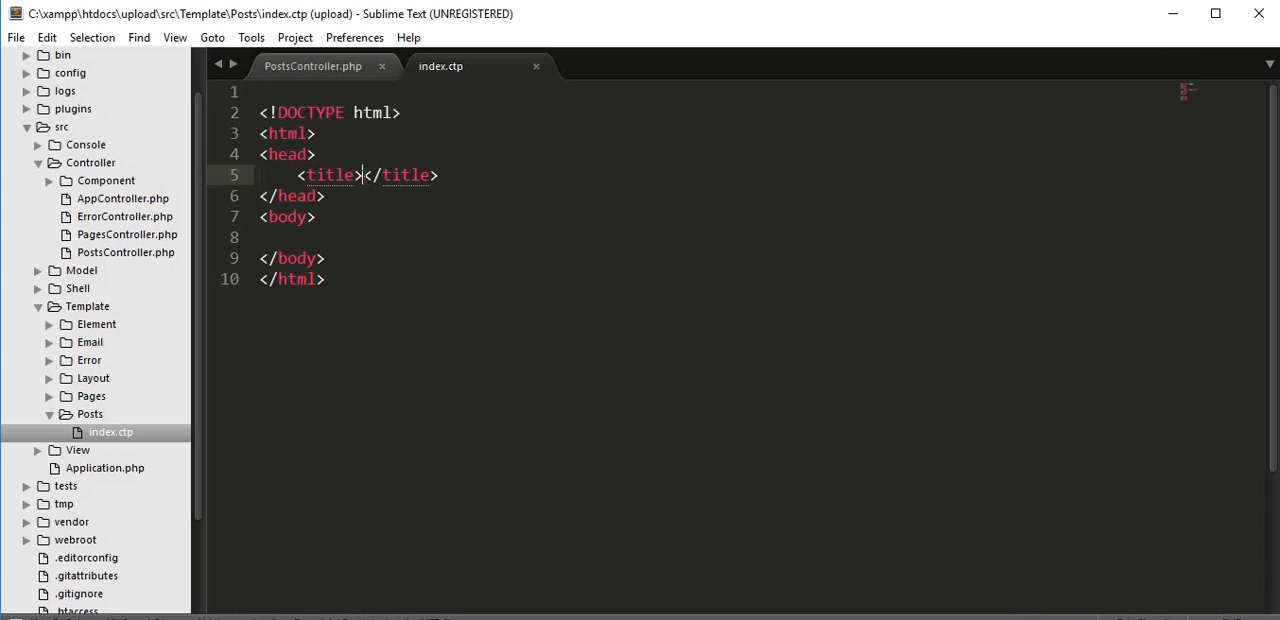 C:\xampp\htdocs\upload\src\Template\Posts\index.ctp (upload) - Sublime Text (UNREGISTERED)
File Edit Selection Find View Goto Tools Project Preferences Help
bin
config
logs
plugins
src
Console
Controller
Component
AppController.php
ErrorController.php
PagesController.php
PostsController.php
Model
Shell
Template
Element
Email
Error
Layout
Pages
Posts
index.ctp
View
Application.php
tests
tmp
vendor
webroot
.editorconfig
.gitattributes
.gitignore
.htaccess
PostsController.php index.ctp
1
2 <!DOCTYPE html>
3 <html>
4 <head>
5 <title></title>
6 </head>
7 <body>
8
9 </body>
10 </html>